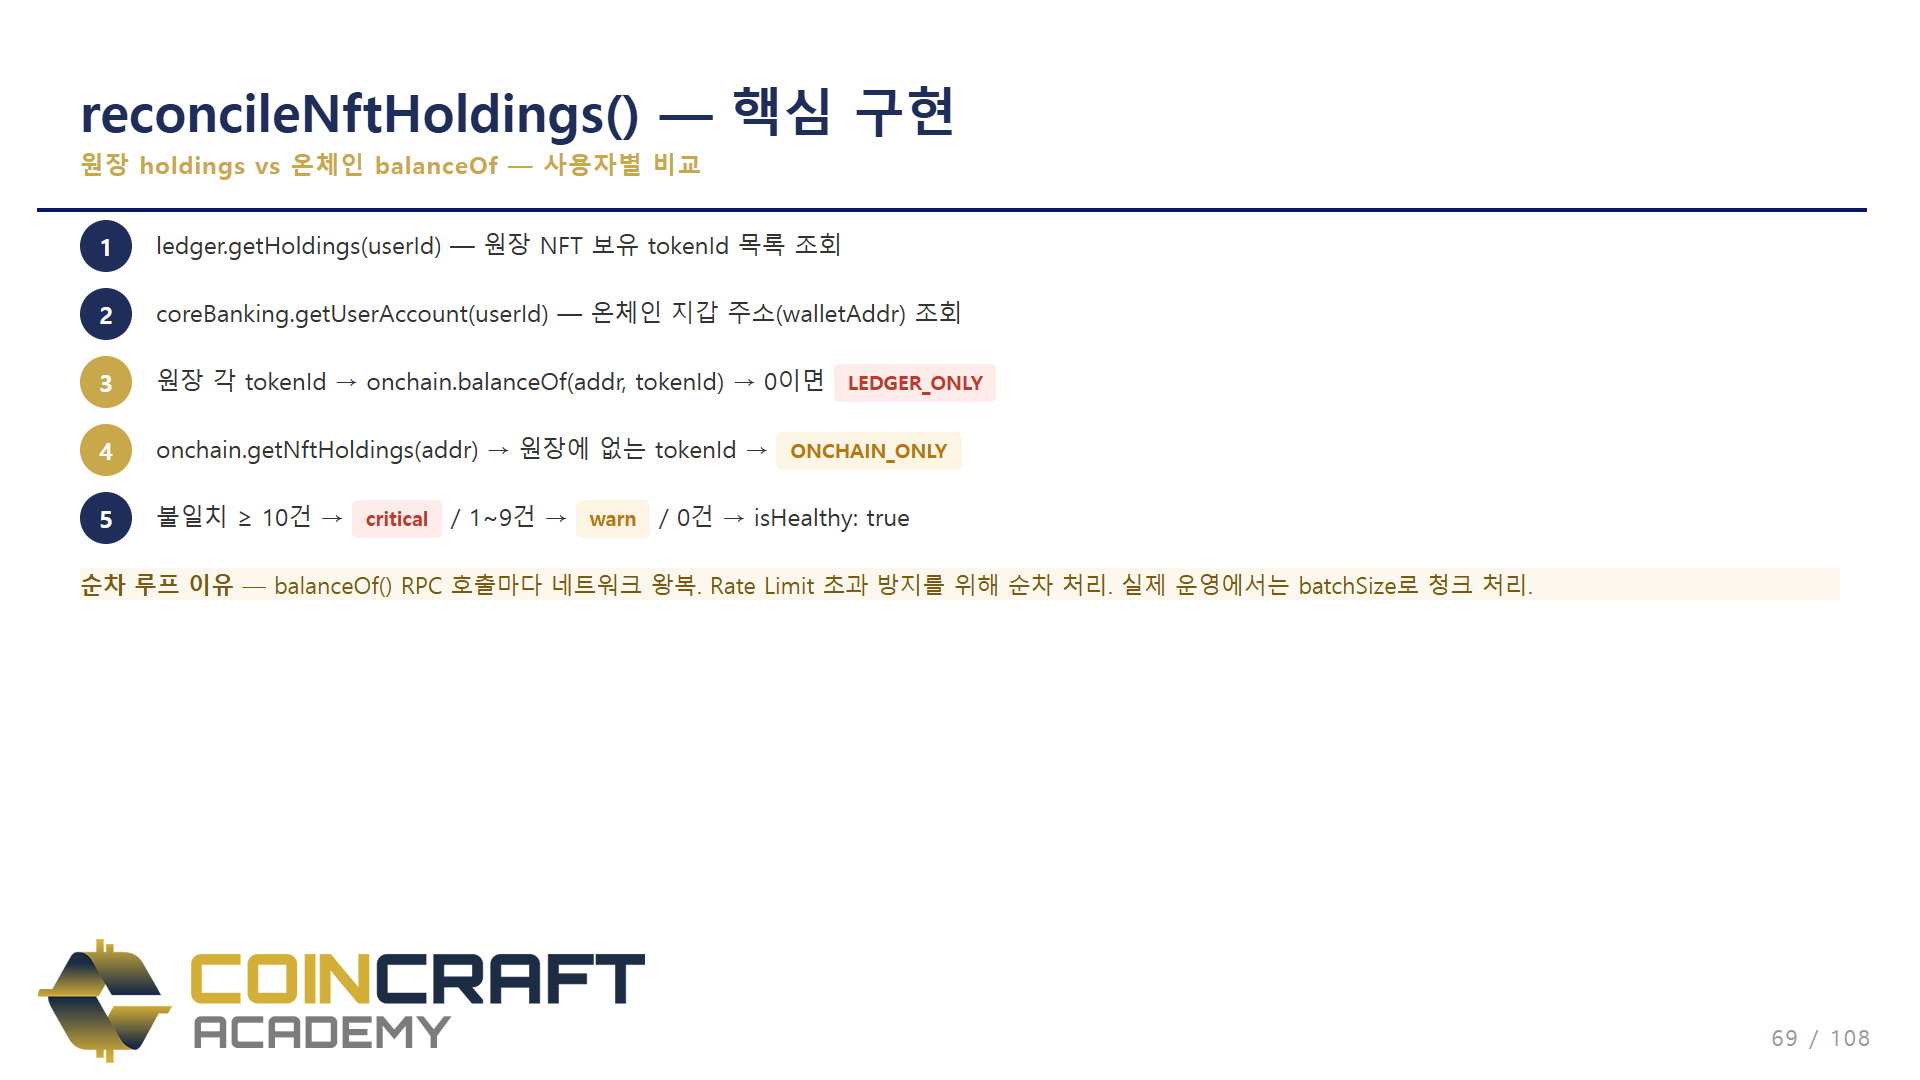 reconcileNftHoldings() — 핵심 구현
원장 holdings vs 온체인 balanceOf — 사용자별 비교
1 ledger.getHoldings(userId) — 원장 NFT 보유 tokenId 목록 조회
2 coreBanking.getUserAccount(userId) — 온체인 지갑 주소(walletAddr) 조회
3 원장 각 tokenId → onchain.balanceOf(addr, tokenId) → 0이면 LEDGER_ONLY
4 onchain.getNftHoldings(addr) → 원장에 없는 tokenId → ONCHAIN_ONLY
5 불일치 ≥ 10건 → critical / 1~9건 → warn / 0건 → isHealthy: true
순차 루프 이유 — balanceOf() RPC 호출마다 네트워크 왕복. Rate Limit 초과 방지를 위해 순차 처리. 실제 운영에서는 batchSize로 청크 처리.
COINCRAFT
ACADEMY
69 / 108